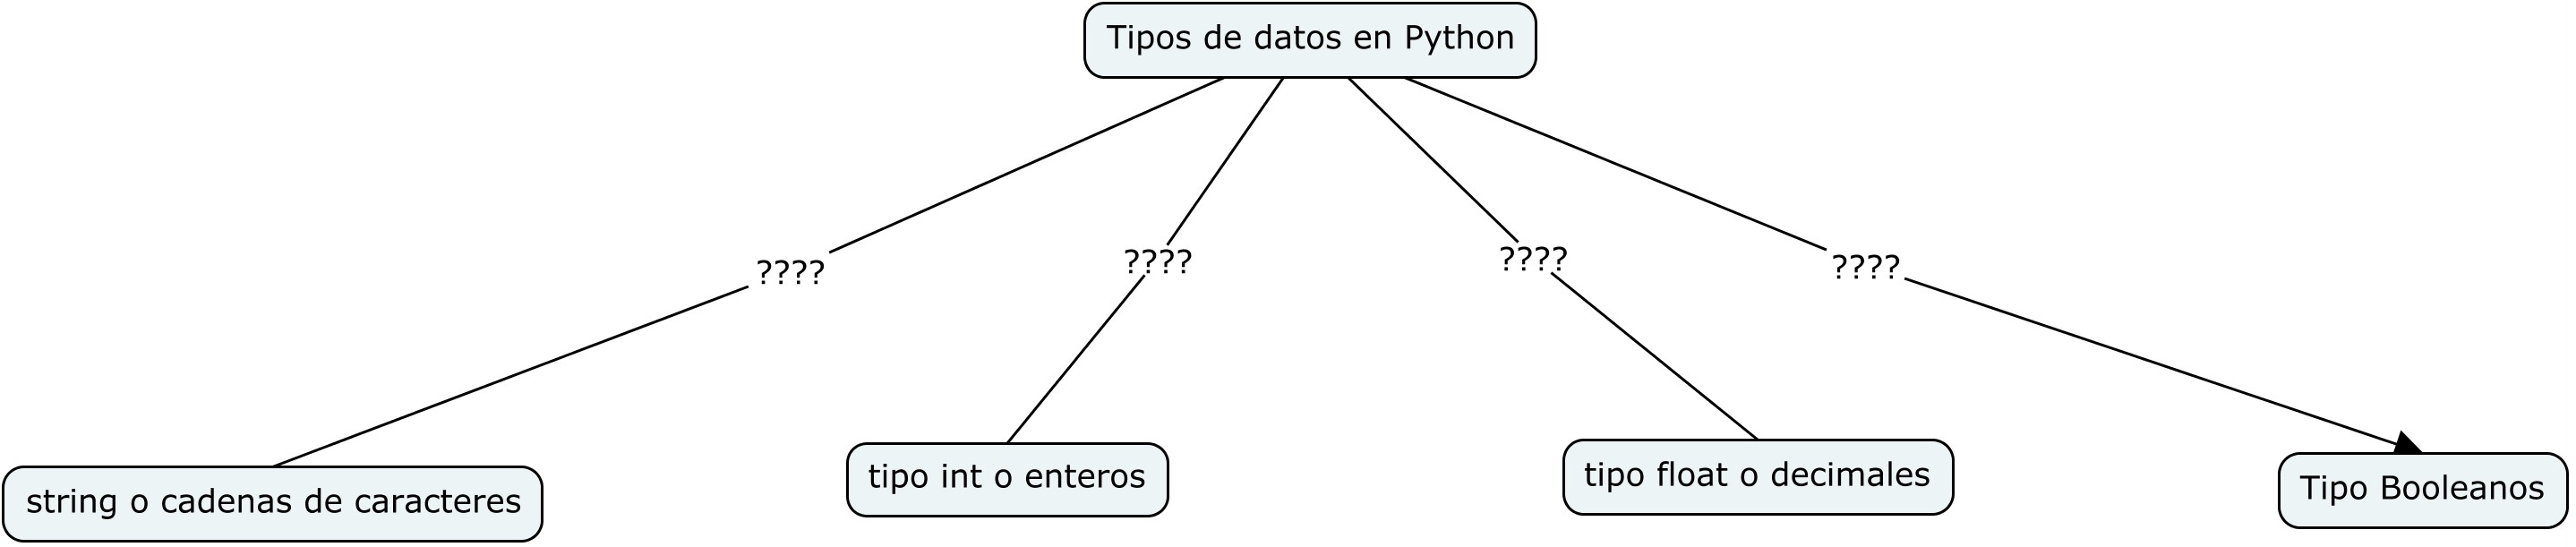 Tipos de datos en Python
????
????
????
????
string o cadenas de caracteres
tipo int o enteros
tipo float o decimales
Tipo Booleanos